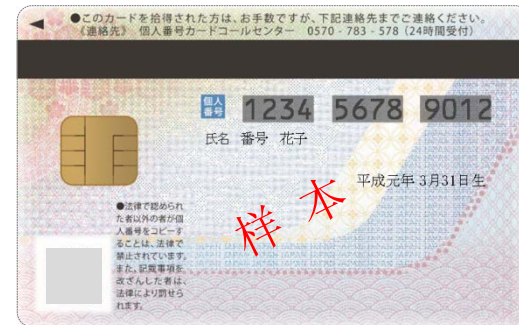 ●このカードを拾得された方は、お手数ですが、下記連絡先までご連絡ください。
《連絡先》 個人番号カードコールセンター 0570-783-578（24時間受付）
個人番号 1234 5678 9012
氏名 番号 花子
平成元年 3月31日生
样本
●法律で認められ
た者以外の者が個
人番号をコピーす
ることは、法律で
禁止されています。
また、記載事項を
改ざんした者は、
法律により罰せら
れます。